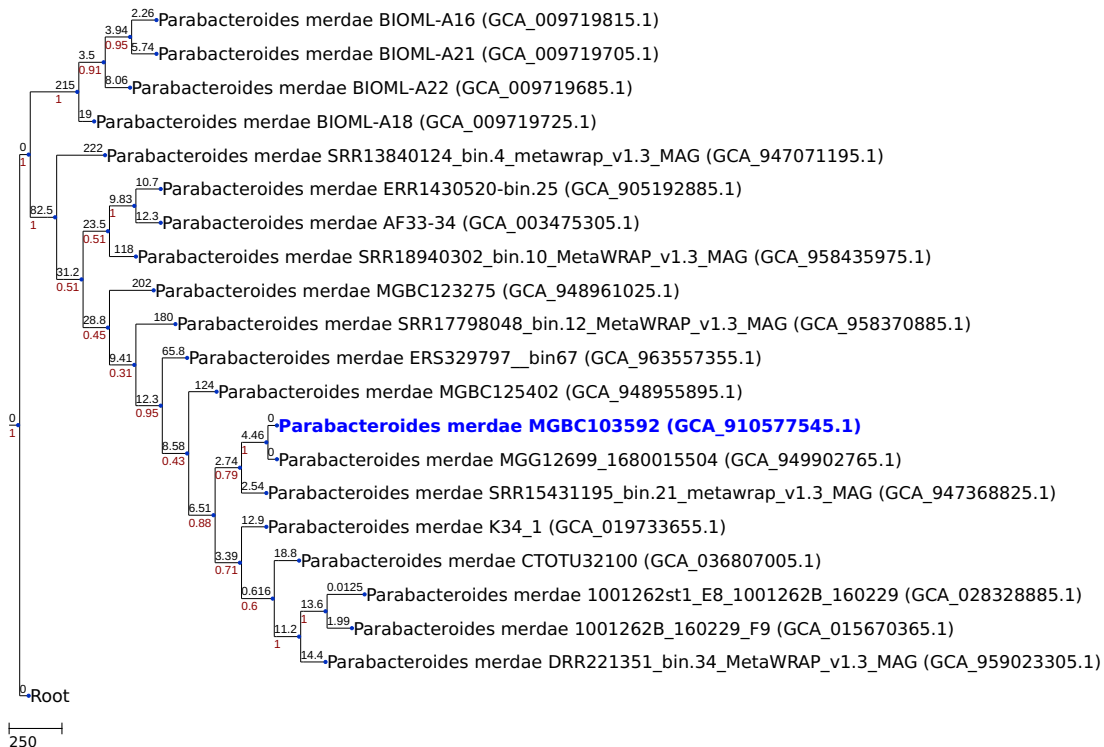 2.26 Parabacteroides merdae BIOML-A16 (GCA_009719815.1)
3.94
0.95
5.74 Parabacteroides merdae BIOML-A21 (GCA_009719705.1)
3.5
0.91
8.06 Parabacteroides merdae BIOML-A22 (GCA_009719685.1)
215
1
19 Parabacteroides merdae BIOML-A18 (GCA_009719725.1)
0
1
222 Parabacteroides merdae SRR13840124_bin.4_metawrap_v1.3_MAG (GCA_947071195.1)
10.7 Parabacteroides merdae ERR1430520-bin.25 (GCA_905192885.1)
9.83
1
12.3 Parabacteroides merdae AF33-34 (GCA_003475305.1)
82.5
1
23.5
0.51
118 Parabacteroides merdae SRR18940302_bin.10_MetaWRAP_v1.3_MAG (GCA_958435975.1)
31.2
0.51
202 Parabacteroides merdae MGBC123275 (GCA_948961025.1)
28.8
0.45
180 Parabacteroides merdae SRR17798048_bin.12_MetaWRAP_v1.3_MAG (GCA_958370885.1)
9.41
0.31
65.8 Parabacteroides merdae ERS329797__bin67 (GCA_963557355.1)
12.3
0.95
124 Parabacteroides merdae MGBC125402 (GCA_948955895.1)
0
1
0 Parabacteroides merdae MGBC103592 (GCA_910577545.1)
4.46
1
8.58
0.43
0 Parabacteroides merdae MGG12699_1680015504 (GCA_949902765.1)
2.74
0.79
2.54 Parabacteroides merdae SRR15431195_bin.21_metawrap_v1.3_MAG (GCA_947368825.1)
6.51
0.88
12.9 Parabacteroides merdae K34_1 (GCA_019733655.1)
3.39
0.71
18.8 Parabacteroides merdae CTOTU32100 (GCA_036807005.1)
0.616
0.6
0.0125 Parabacteroides merdae 1001262st1_E8_1001262B_160229 (GCA_028328885.1)
13.6
1
1.99 Parabacteroides merdae 1001262B_160229_F9 (GCA_015670365.1)
11.2
1
14.4 Parabacteroides merdae DRR221351_bin.34_MetaWRAP_v1.3_MAG (GCA_959023305.1)
0 Root
250